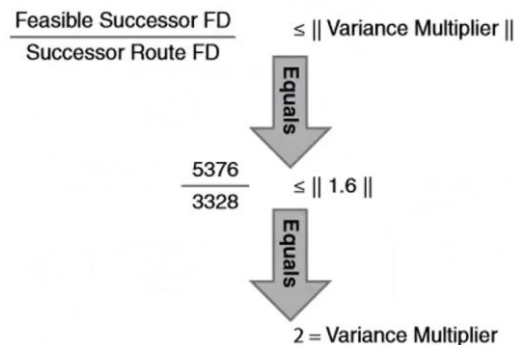 Feasible Successor FD
Successor Route FD
≤ || Variance Multiplier ||
Equals
5376
3328
≤ || 1.6 ||
Equals
2 = Variance Multiplier